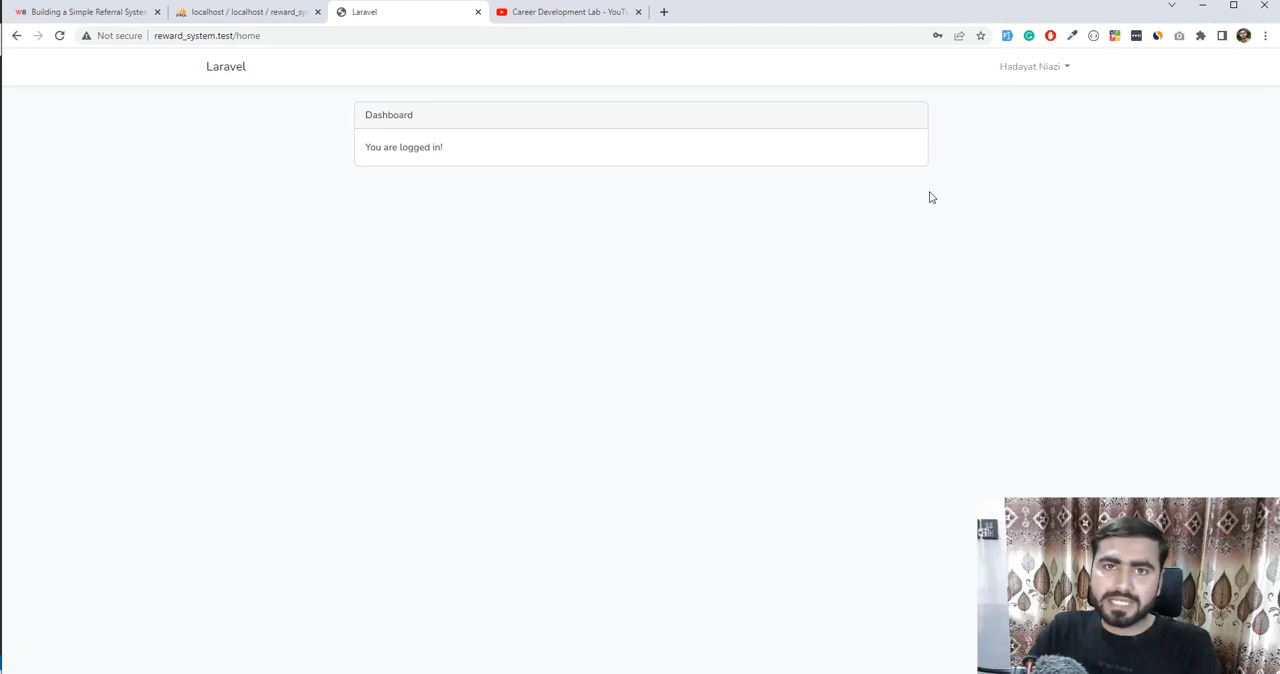 Building a Simple Referral System
localhost / localhost / reward_sy
Laravel
Career Development Lab - YouTu
Not secure
reward_system.test/home
Laravel
Hadayat Niazi
Dashboard
You are logged in!